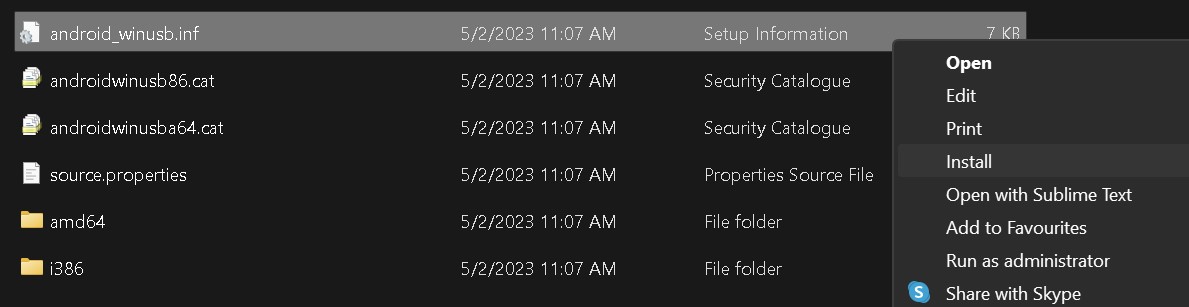 android_winusb.inf 5/2/2023 11:07 AM Setup Information 7 KB
Open
androidwinusb86.cat 5/2/2023 11:07 AM Security Catalogue
Edit
androidwinusba64.cat 5/2/2023 11:07 AM Security Catalogue
Print
Install
source.properties 5/2/2023 11:07 AM Properties Source File
Open with Sublime Text
amd64 5/2/2023 11:07 AM File folder
Add to Favourites
Run as administrator
i386 5/2/2023 11:07 AM File folder
S Share with Skype